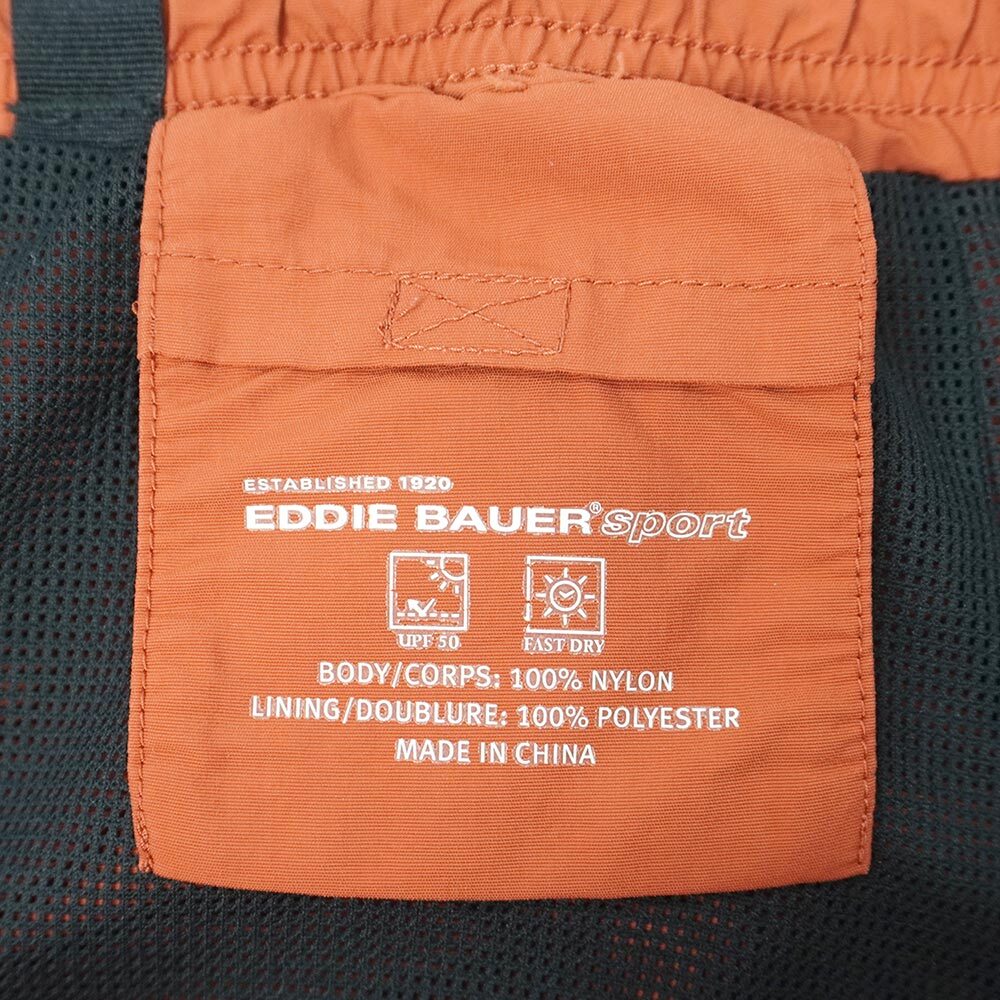 ESTABLISHED 1920
EDDIE BAUER® sport
UPF 50 FAST DRY
BODY/CORPS: 100% NYLON
LINING/DOUBLURE: 100% POLYESTER
MADE IN CHINA